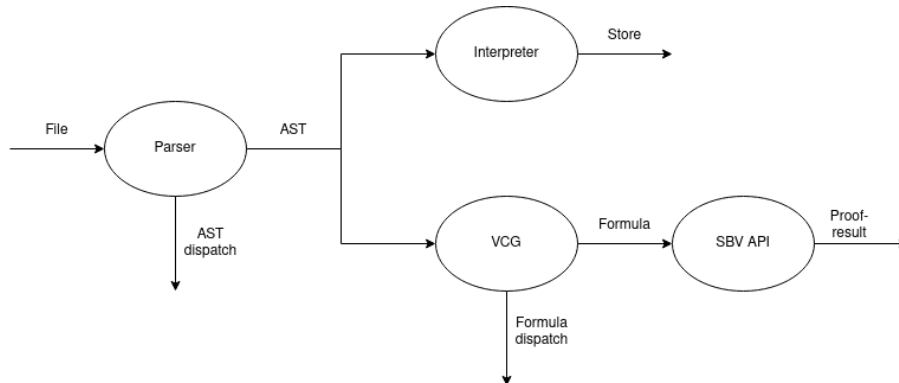 Store
Interpreter
File
AST
Parser
AST
dispatch
Formula
Proof-
result
VCG
SBV API
Formula
dispatch